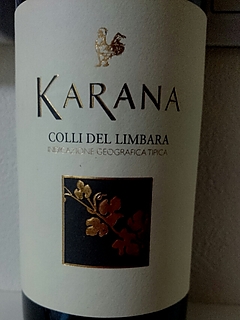 KARANA
COLLI DEL LIMBARA
INDICAZIONE GEOGRAFICA TIPICA